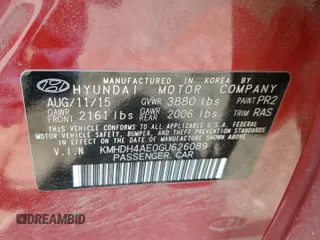 MANUFACTURED IN KOREA BY
HYUNDAI MOTOR COMPANY
AUG/11/15 GVWR 3880 lbs PAINT PR2
GAWR FRONT 2161 lbs GAWR REAR 2006 lbs TRIM RAS
THIS VEHICLE CONFORMS TO ALL APPLICABLE U.S.A. FEDERAL
MOTOR VEHICLE SAFETY, BUMPER, AND THEFT PREVENTION
STANDARDS IN EFFECT ON THE DATE OF MANUFACTURE SHOWN ABOVE.
V.I.N KMHDH4AE0GU626089
PASSENGER CAR
DREAMBID